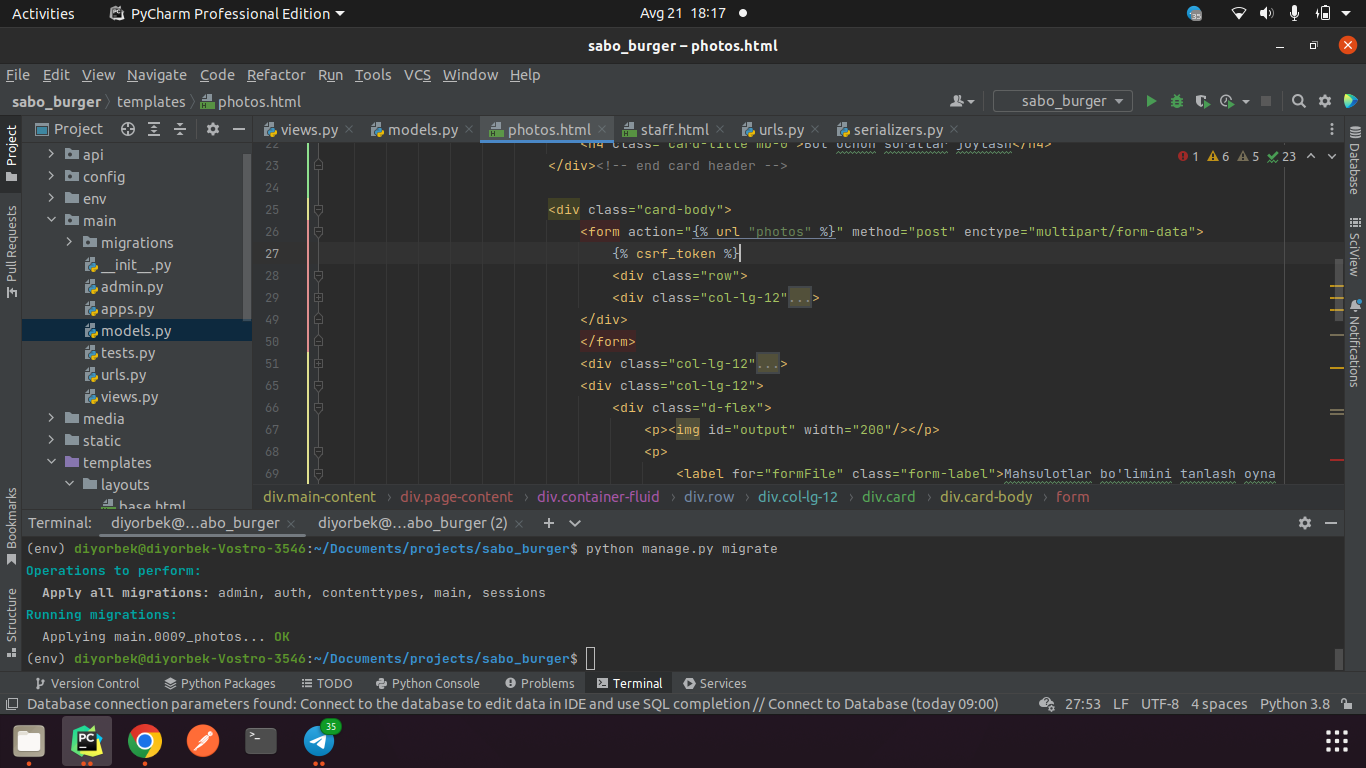 Activities PyCharm Professional Edition Avg 21 18:17 35
sabo_burger – photos.html
File Edit View Navigate Code Refactor Run Tools VCS Window Help
sabo_burger templates photos.html sabo_burger
Project Project views.py models.py photos.html staff.html urls.py serializers.py Database
api
config
env
main
migrations
__init__.py
admin.py
apps.py
models.py
tests.py
urls.py
views.py
media
static
templates
layouts
base.html
Pull Requests
Bookmarks
Structure
SciView
Notifications
1 6 5 23
22 <h4 class="card-title mb-0">Bot uchun suratlar joylash</h4>
23 </div><!-- end card header -->
24
25 <div class="card-body">
26 <form action="{% url "photos" %}" method="post" enctype="multipart/form-data">
27 {% csrf_token %}
28 <div class="row">
29 <div class="col-lg-12"...>
49 </div>
50 </form>
51 <div class="col-lg-12"...>
65 <div class="col-lg-12">
66 <div class="d-flex">
67 <p><img id="output" width="200"/></p>
68 <p>
69 <label for="formFile" class="form-label">Mahsulotlar bo'limini tanlash oyna
div.main-content div.page-content div.container-fluid div.row div.col-lg-12 div.card div.card-body form
Terminal: diyorbek@...abo_burger diyorbek@...abo_burger (2)
(env) diyorbek@diyorbek-Vostro-3546:~/Documents/projects/sabo_burger$ python manage.py migrate
Operations to perform:
Apply all migrations: admin, auth, contenttypes, main, sessions
Running migrations:
Applying main.0009_photos... OK
(env) diyorbek@diyorbek-Vostro-3546:~/Documents/projects/sabo_burger$
Version Control Python Packages TODO Python Console Problems Terminal Services
Database connection parameters found: Connect to the database to edit data in IDE and use SQL completion // Connect to Database (today 09:00) 27:53 LF UTF-8 4 spaces Python 3.8
PC 35